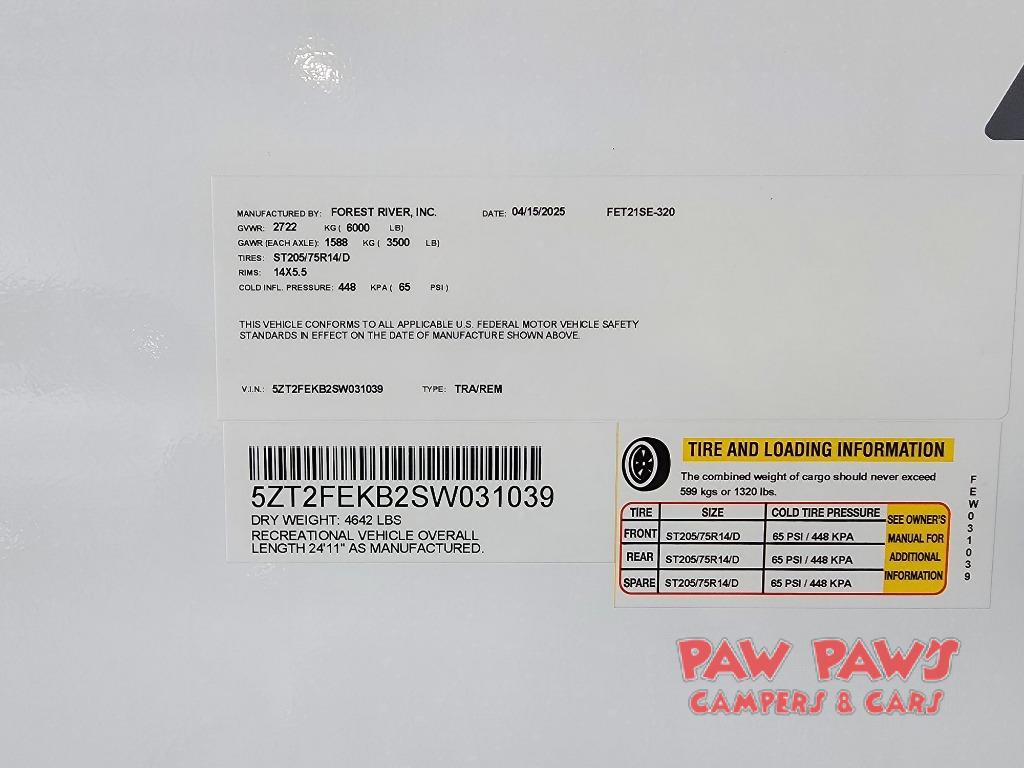 MANUFACTURED BY: FOREST RIVER, INC. DATE: 04/15/2025 FET21SE-320
GVWR: 2722 KG ( 6000 LB)
GAWR (EACH AXLE): 1588 KG ( 3500 LB)
TIRES: ST205/75R14/D
RIMS: 14X5.5
COLD INFL. PRESSURE: 448 KPA ( 65 PSI )
THIS VEHICLE CONFORMS TO ALL APPLICABLE U.S. FEDERAL MOTOR VEHICLE SAFETY
STANDARDS IN EFFECT ON THE DATE OF MANUFACTURE SHOWN ABOVE.
V.I.N.: 5ZT2FEKB2SW031039 TYPE: TRA/REM
5ZT2FEKB2SW031039
DRY WEIGHT: 4642 LBS
RECREATIONAL VEHICLE OVERALL
LENGTH 24'11" AS MANUFACTURED.
TIRE AND LOADING INFORMATION
The combined weight of cargo should never exceed
599 kgs or 1320 lbs.
TIRE SIZE COLD TIRE PRESSURE
FRONT ST205/75R14/D 65 PSI / 448 KPA
REAR ST205/75R14/D 65 PSI / 448 KPA
SPARE ST205/75R14/D 65 PSI / 448 KPA
SEE OWNER'S
MANUAL FOR
ADDITIONAL
INFORMATION
FEW031039
PAW PAW'S
CAMPERS & CARS